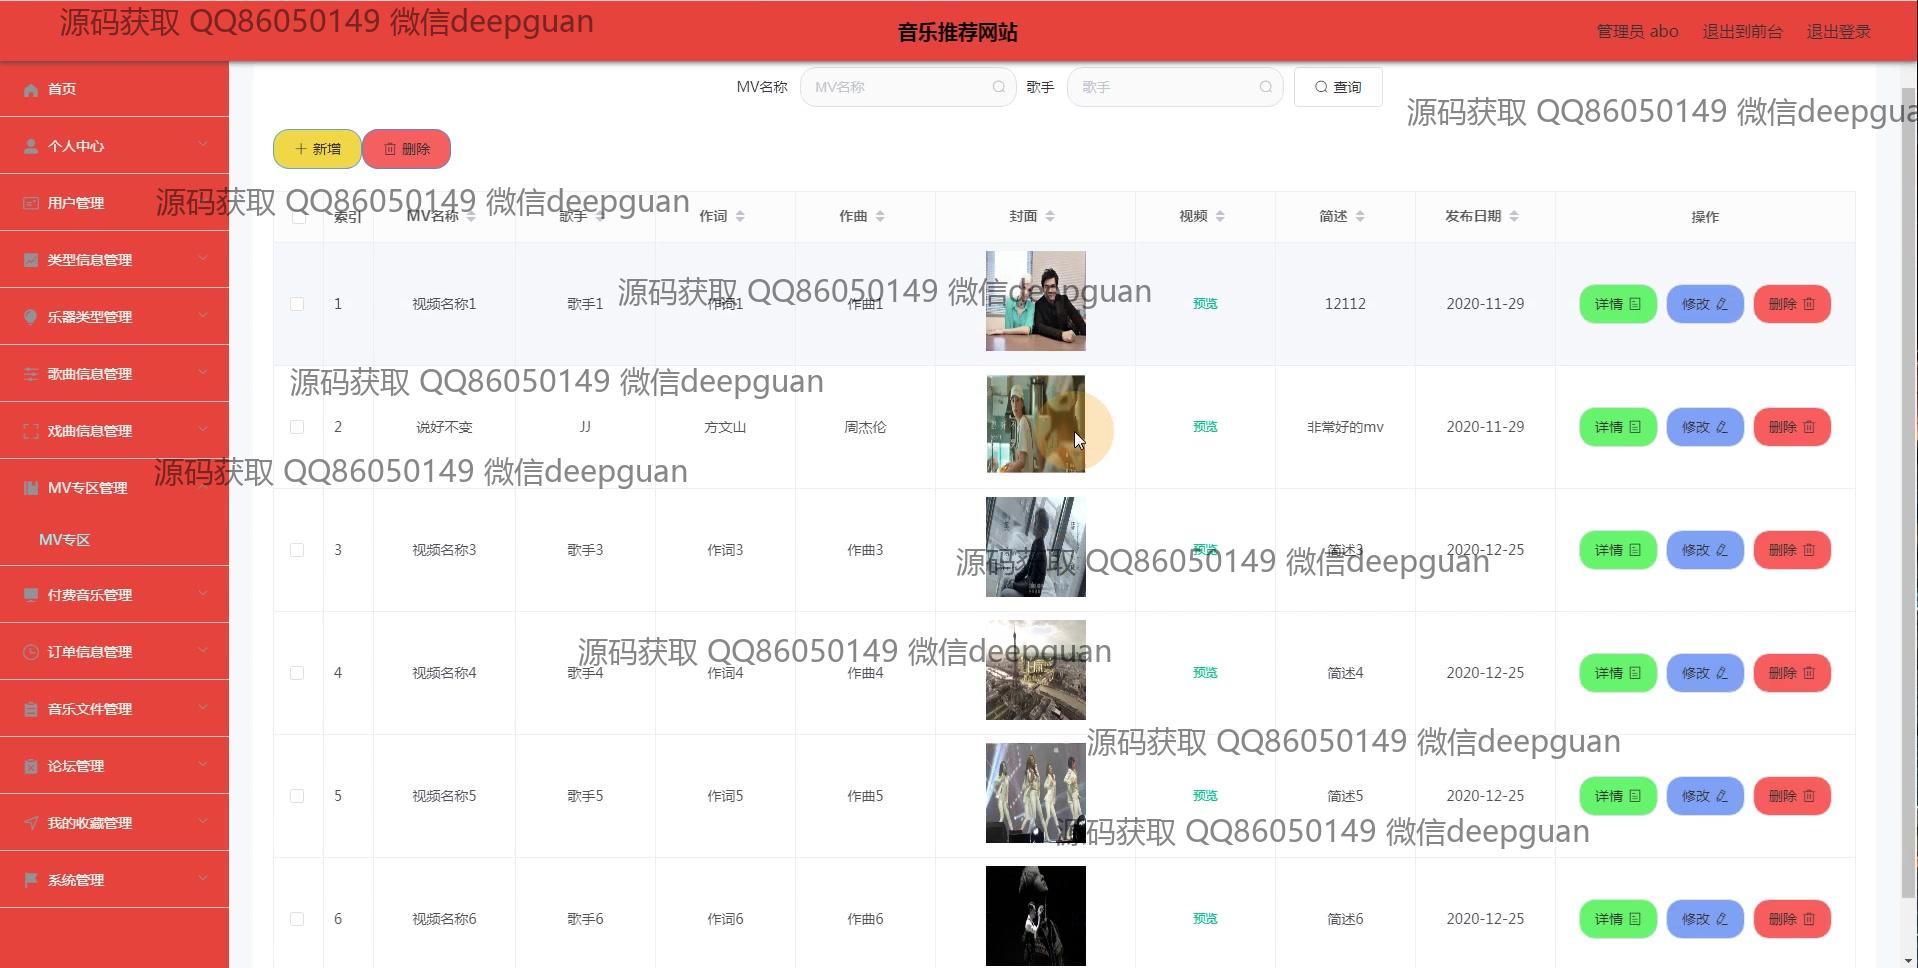 源码获取 QQ86050149 微信deepguan
音乐推荐网站
管理员 abo 退出到前台 退出登录
首页
个人中心
用户管理
类型信息管理
乐器类型管理
歌曲信息管理
戏曲信息管理
MV专区管理
MV专区
付费音乐管理
订单信息管理
音乐文件管理
论坛管理
我的收藏管理
系统管理
MV名称 MV名称 歌手 歌手 查询
源码获取 QQ86050149 微信deepgua
新增 删除
源码获取 QQ86050149 微信deepguan
索引 MV名称 歌手 作词 作曲 封面 视频 简述 发布日期 操作
源码获取 QQ86050149 微信deepguan
1 视频名称1 歌手1 作词1 作曲1 预览 12112 2020-11-29 详情 修改 删除
源码获取 QQ86050149 微信deepguan
2 说好不变 JJ 方文山 周杰伦 预览 非常好的mv 2020-11-29 详情 修改 删除
源码获取 QQ86050149 微信deepguan
3 视频名称3 歌手3 作词3 作曲3 预览 简述3 2020-12-25 详情 修改 删除
源码获取 QQ86050149 微信deepguan
源码获取 QQ86050149 微信deepguan
4 视频名称4 歌手4 作词4 作曲4 预览 简述4 2020-12-25 详情 修改 删除
源码获取 QQ86050149 微信deepguan
5 视频名称5 歌手5 作词5 作曲5 预览 简述5 2020-12-25 详情 修改 删除
源码获取 QQ86050149 微信deepguan
6 视频名称6 歌手6 作词6 作曲6 预览 简述6 2020-12-25 详情 修改 删除